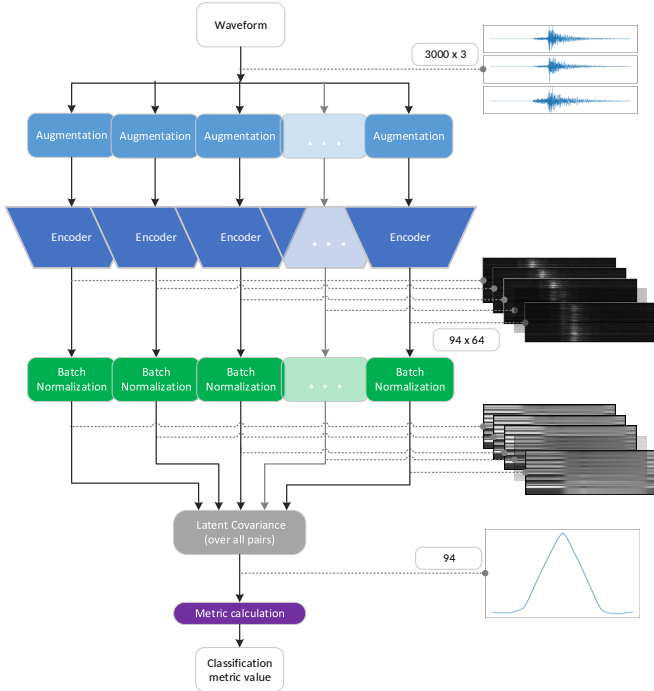 Waveform
3000 x 3
Augmentation Augmentation Augmentation . . . Augmentation
Encoder Encoder Encoder . . . Encoder
94 x 64
Batch Normalization Batch Normalization Batch Normalization . . . Batch Normalization
Latent Covariance
(over all pairs)
94
Metric calculation
Classification
metric value